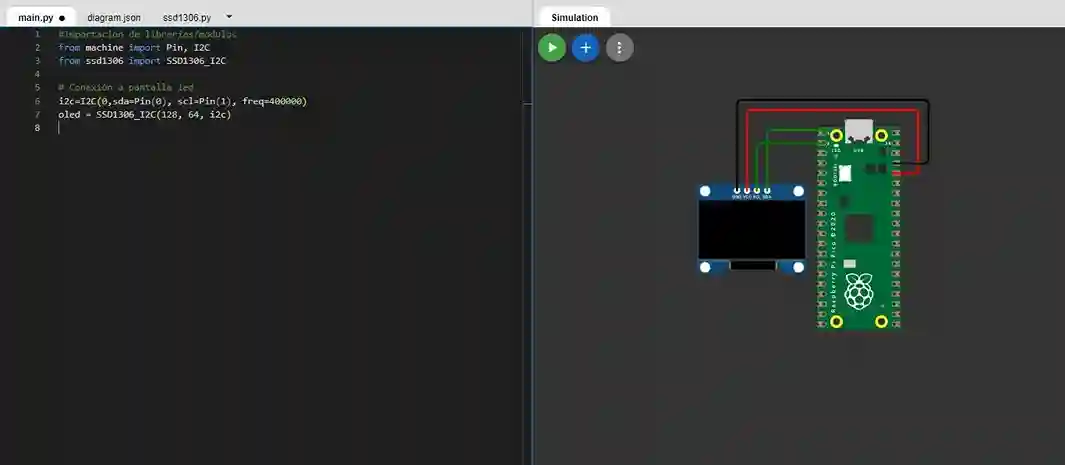 main.py ●
diagram.json
ssd1306.py
Simulation
1 #Importacion de librerias/modulos
2 from machine import Pin, I2C
3 from ssd1306 import SSD1306_I2C
4
5 # Conexión a pantalla led
6 i2c=I2C(0,sda=Pin(0), scl=Pin(1), freq=400000)
7 oled = SSD1306_I2C(128, 64, i2c)
8
GND VCC SCL SDA
USB
Raspberry Pi Pico ©2020